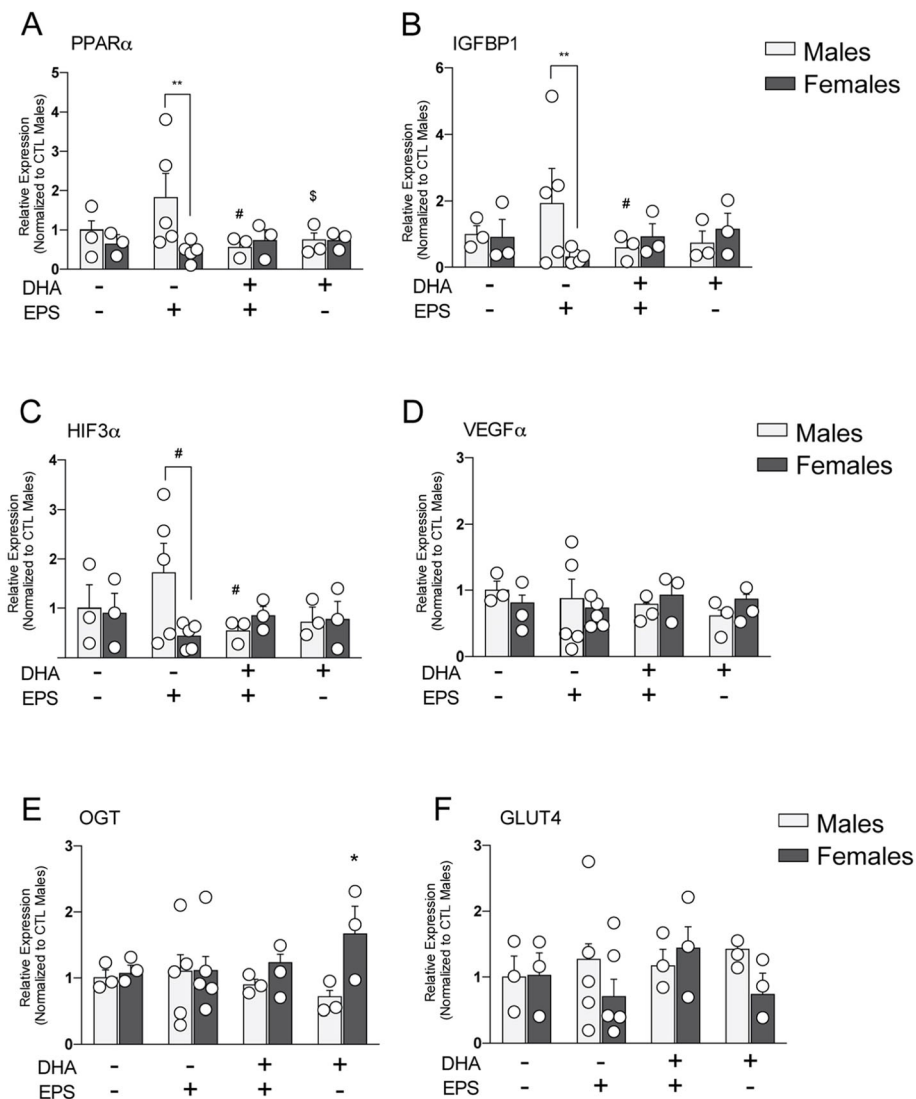 A
PPARα
Relative Expression
(Normalized to CTL Males)
5
4
3
2
1
0
**
#
$
DHA - - + +
EPS - + + -
B
IGFBP1
Relative Expression
(Normalized to CTL Males)
6
4
2
0
**
#
DHA - - + +
EPS - + + -
Males
Females
C
HIF3α
Relative Expression
(Normalized to CTL Males)
4
3
2
1
#
#
DHA - - + +
EPS - + + -
D
VEGFα
Relative Expression
(Normalized to CTL Males)
3
2
1
0
DHA - - + +
EPS - + + -
Males
Females
E
OGT
Relative Expression
(Normalized to CTL Males)
3
2
1
0
*
DHA - - + +
EPS - + + -
F
GLUT4
Relative Expression
(Normalized to CTL Males)
3
2
1
0
DHA - - + +
EPS - + + -
Males
Females